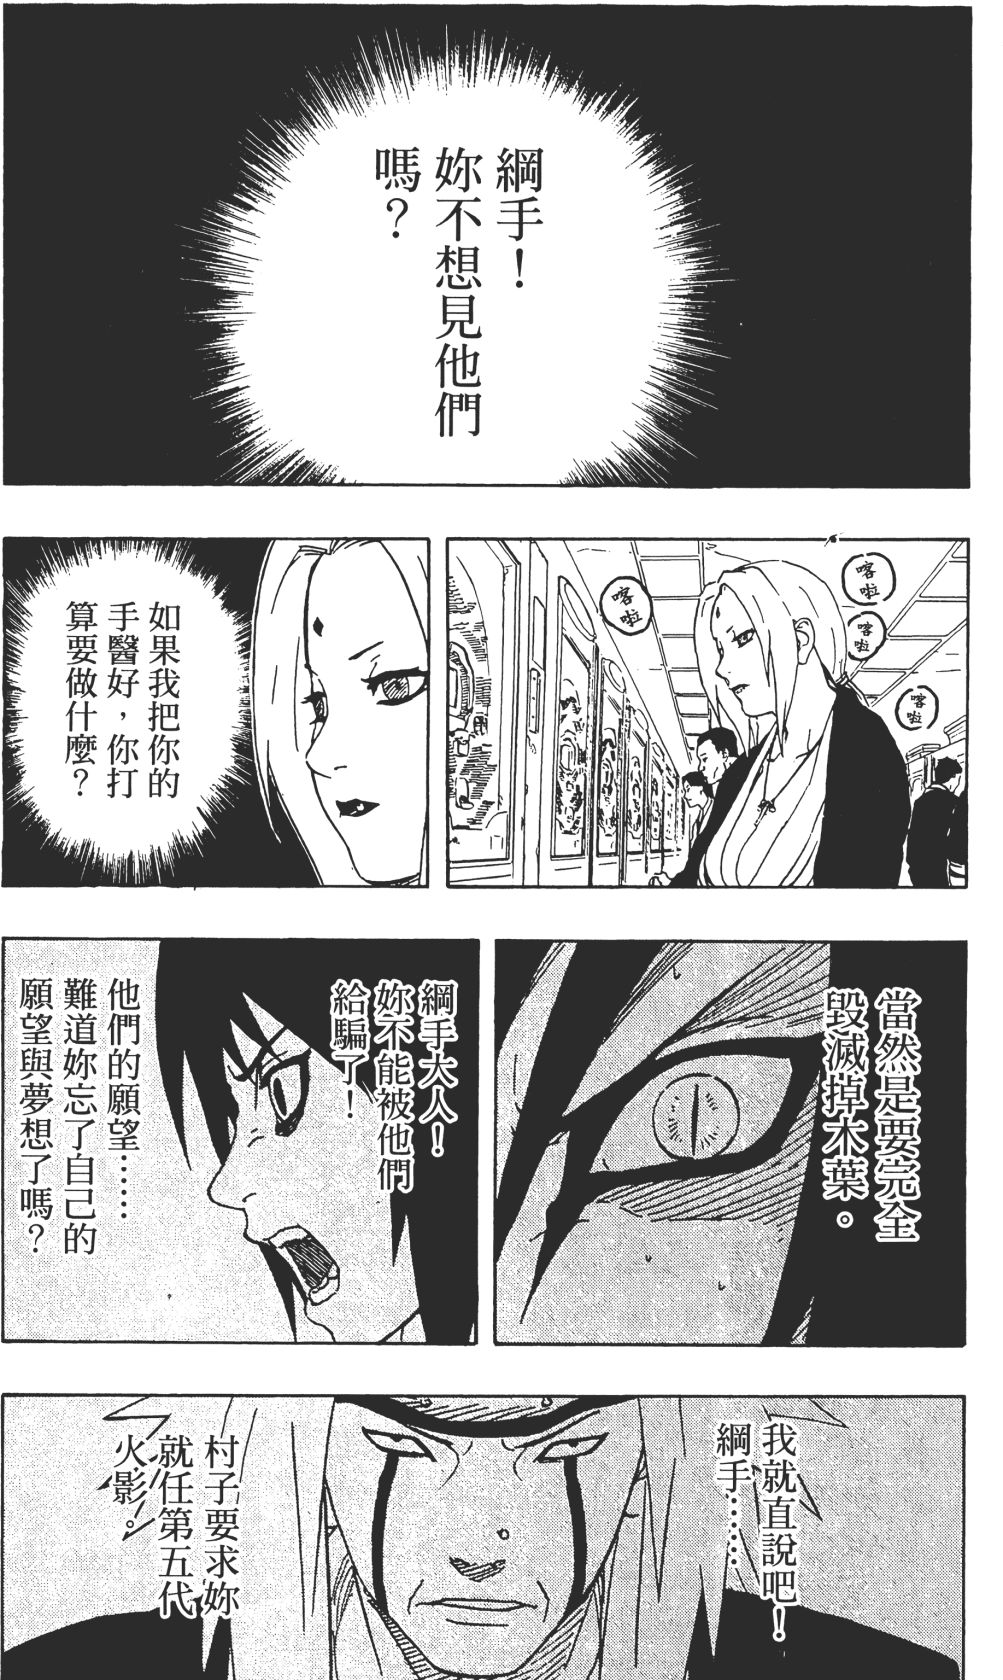 綱手！
妳不想見他們
嗎？
喀啦
喀啦
喀啦
喀啦
如果我把你的
手醫好，你打
算要做什麼？
當然是要完全
毀滅掉木葉。
綱手大人！
妳不能被他們
給騙了！
他們的願望……
難道妳忘了自己的
願望與夢想了嗎？
我就直說吧！
綱手………
村子要求妳
就任第五代
火影。